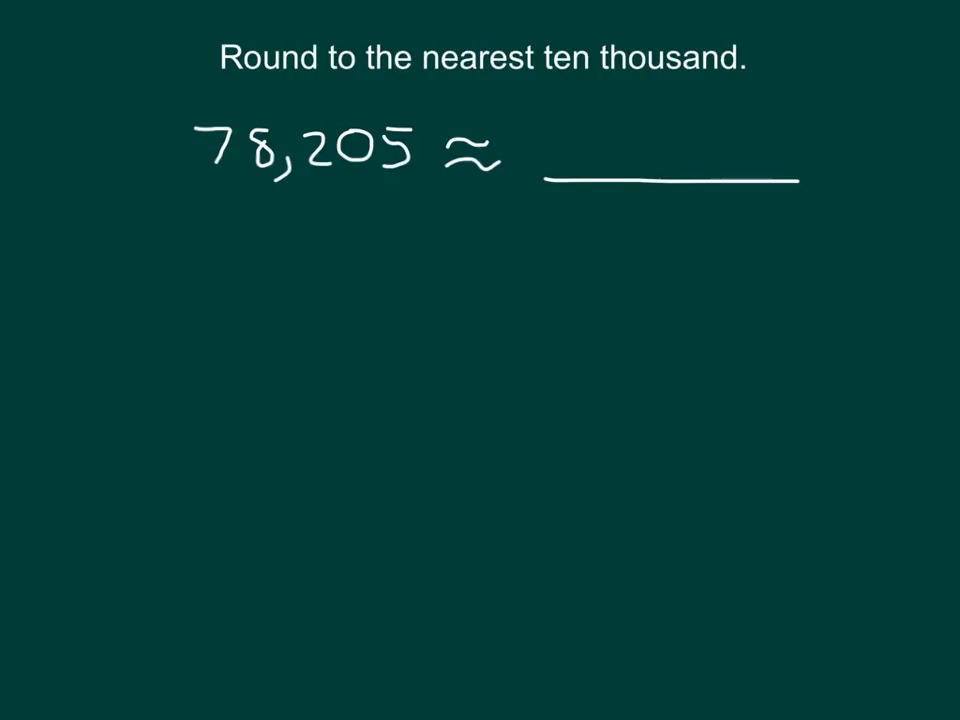 Round to the nearest ten thousand.
78,205 ≈ ________